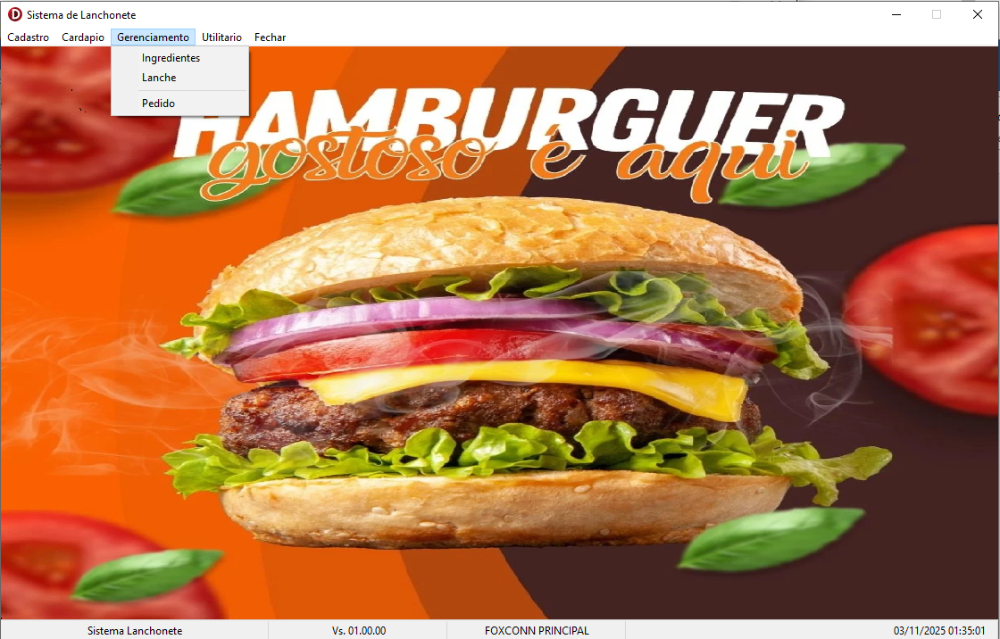 Sistema de Lanchonete
Cadastro Cardapio Gerenciamento Utilitario Fechar
Ingredientes
Lanche
Pedido
HAMBURGUER
gostoso é aqui
Sistema Lanchonete Vs. 01.00.00 FOXCONN PRINCIPAL 03/11/2025 01:35:01